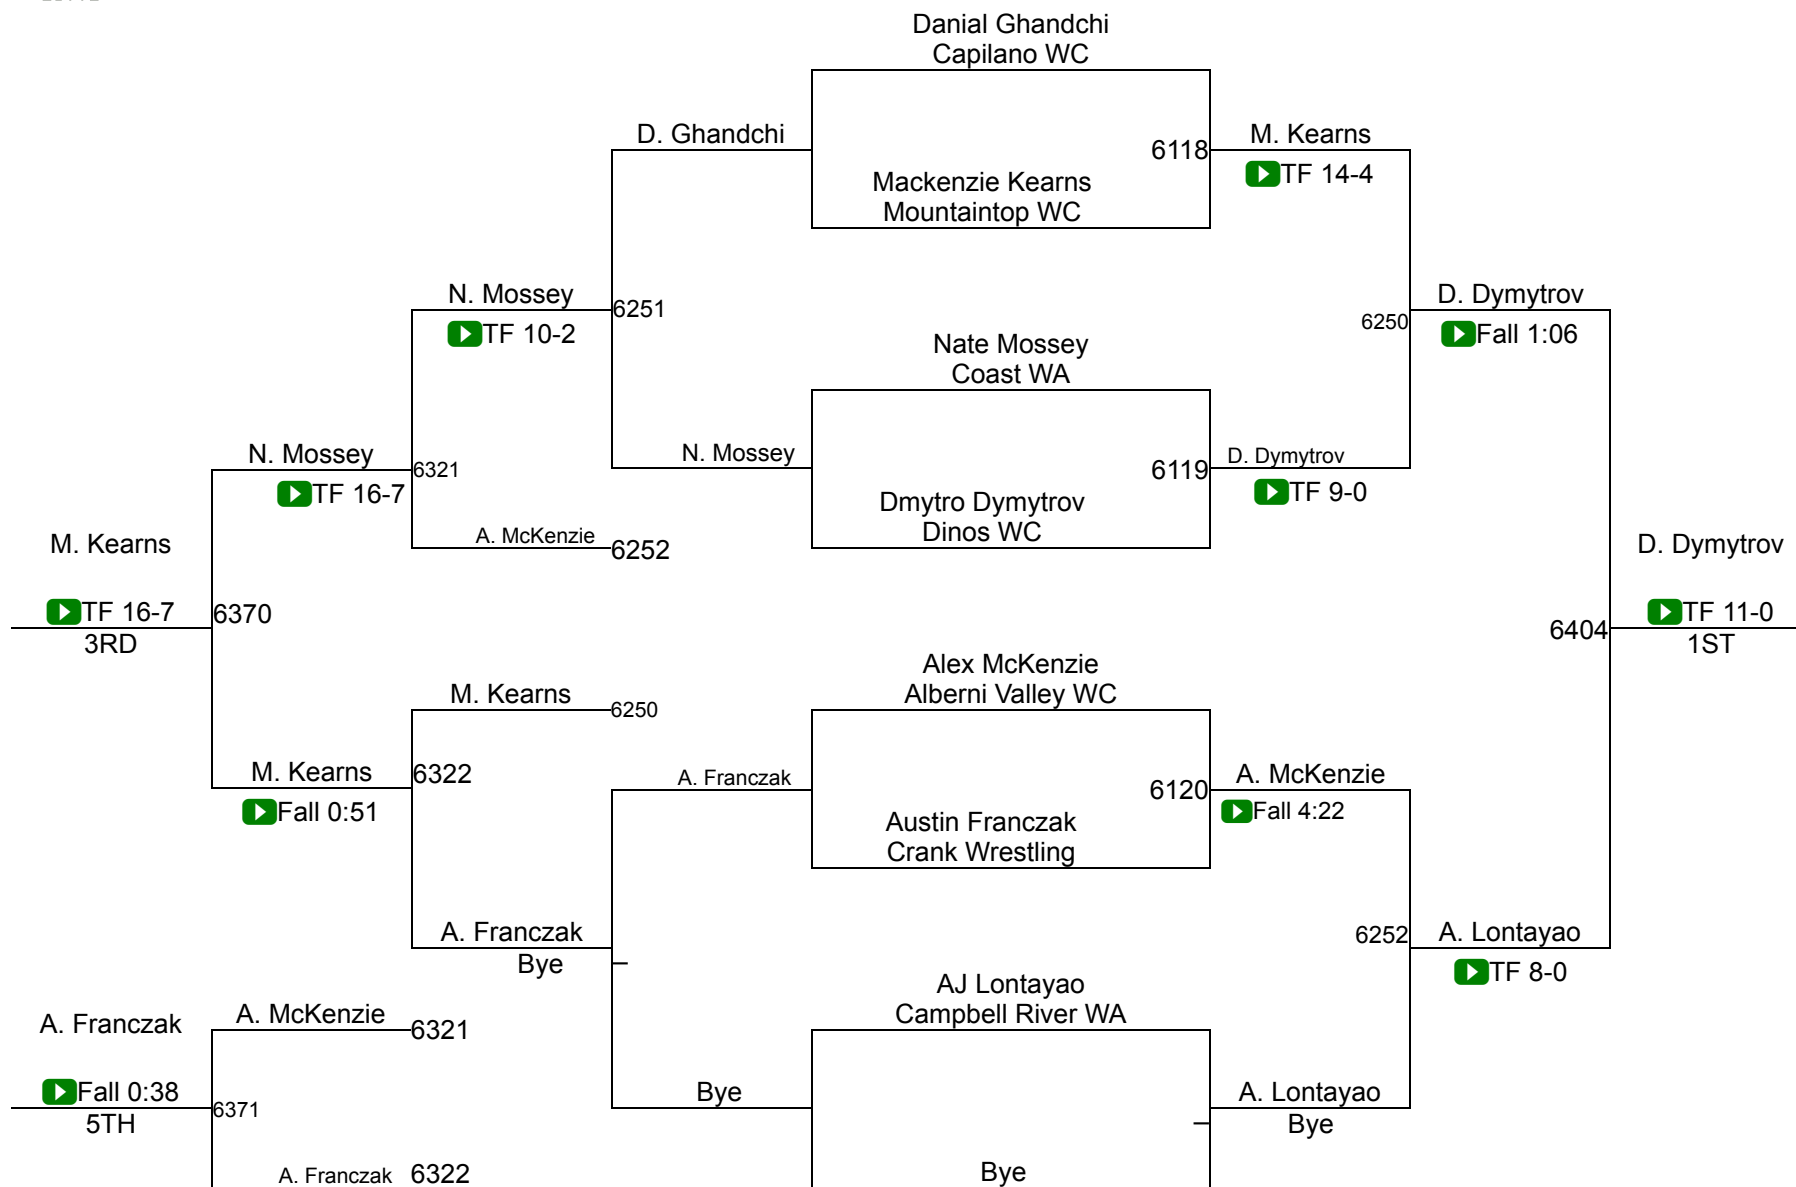 Danial Ghandchi
Capilano WC
D. Ghandchi
6118
M. Kearns
TF 14-4
Mackenzie Kearns
Mountaintop WC
N. Mossey
6251
TF 10-2
6250
D. Dymytrov
Fall 1:06
Nate Mossey
Coast WA
N. Mossey
6321
TF 16-7
N. Mossey
6119
D. Dymytrov
TF 9-0
Dmytro Dymytrov
Dinos WC
A. McKenzie
6252
M. Kearns
TF 16-7
6370
3RD
D. Dymytrov
6404
TF 11-0
1ST
Alex McKenzie
Alberni Valley WC
M. Kearns
6250
M. Kearns
6322
Fall 0:51
A. Franczak
6120
A. McKenzie
Fall 4:22
Austin Franczak
Crank Wrestling
A. Franczak
Bye
6252
A. Lontayao
TF 8-0
AJ Lontayao
Campbell River WA
A. Franczak
A. McKenzie
6321
Fall 0:38
6371
5TH
Bye
A. Lontayao
Bye
A. Franczak
6322
Bye